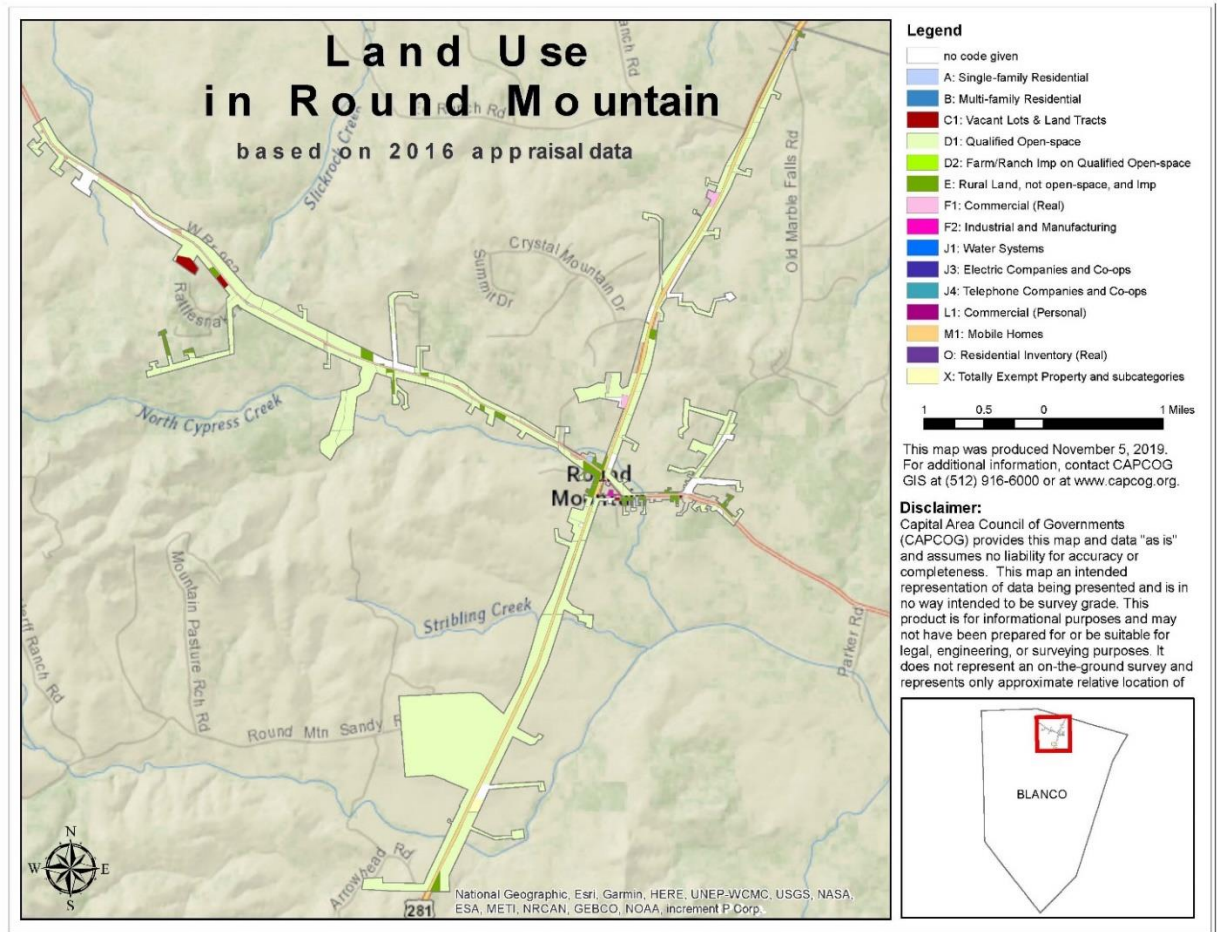 Land Use
in Round Mountain
based on 2016 appraisal data
Slickrock Creek
Old Marble Falls Rd
Crystal Mountain Dr
Summit Dr
North Cypress Creek
Round
Mountain
Stribling Creek
Mountain Pasture Rch Rd
Round Mtn Sandy R
Parker Rd
Arrowhead Rd
281
N
W
E
S
National Geographic, Esri, Garmin, HERE, UNEP-WCMC, USGS, NASA,
ESA, METI, NRCAN, GEBCO, NOAA, increment P Corp.
Legend
no code given
A: Single-family Residential
B: Multi-family Residential
C1: Vacant Lots & Land Tracts
D1: Qualified Open-space
D2: Farm/Ranch Imp on Qualified Open-space
E: Rural Land, not open-space, and Imp
F1: Commercial (Real)
F2: Industrial and Manufacturing
J1: Water Systems
J3: Electric Companies and Co-ops
J4: Telephone Companies and Co-ops
L1: Commercial (Personal)
M1: Mobile Homes
O: Residential Inventory (Real)
X: Totally Exempt Property and subcategories
1 0.5 0 1 Miles
This map was produced November 5, 2019.
For additional information, contact CAPCOG
GIS at (512) 916-6000 or at www.capcog.org.
Disclaimer:
Capital Area Council of Governments
(CAPCOG) provides this map and data "as is"
and assumes no liability for accuracy or
completeness. This map an intended
representation of data being presented and is in
no way intended to be survey grade. This
product is for informational purposes and may
not have been prepared for or be suitable for
legal, engineering, or surveying purposes. It
does not represent an on-the-ground survey and
represents only approximate relative location of
BLANCO